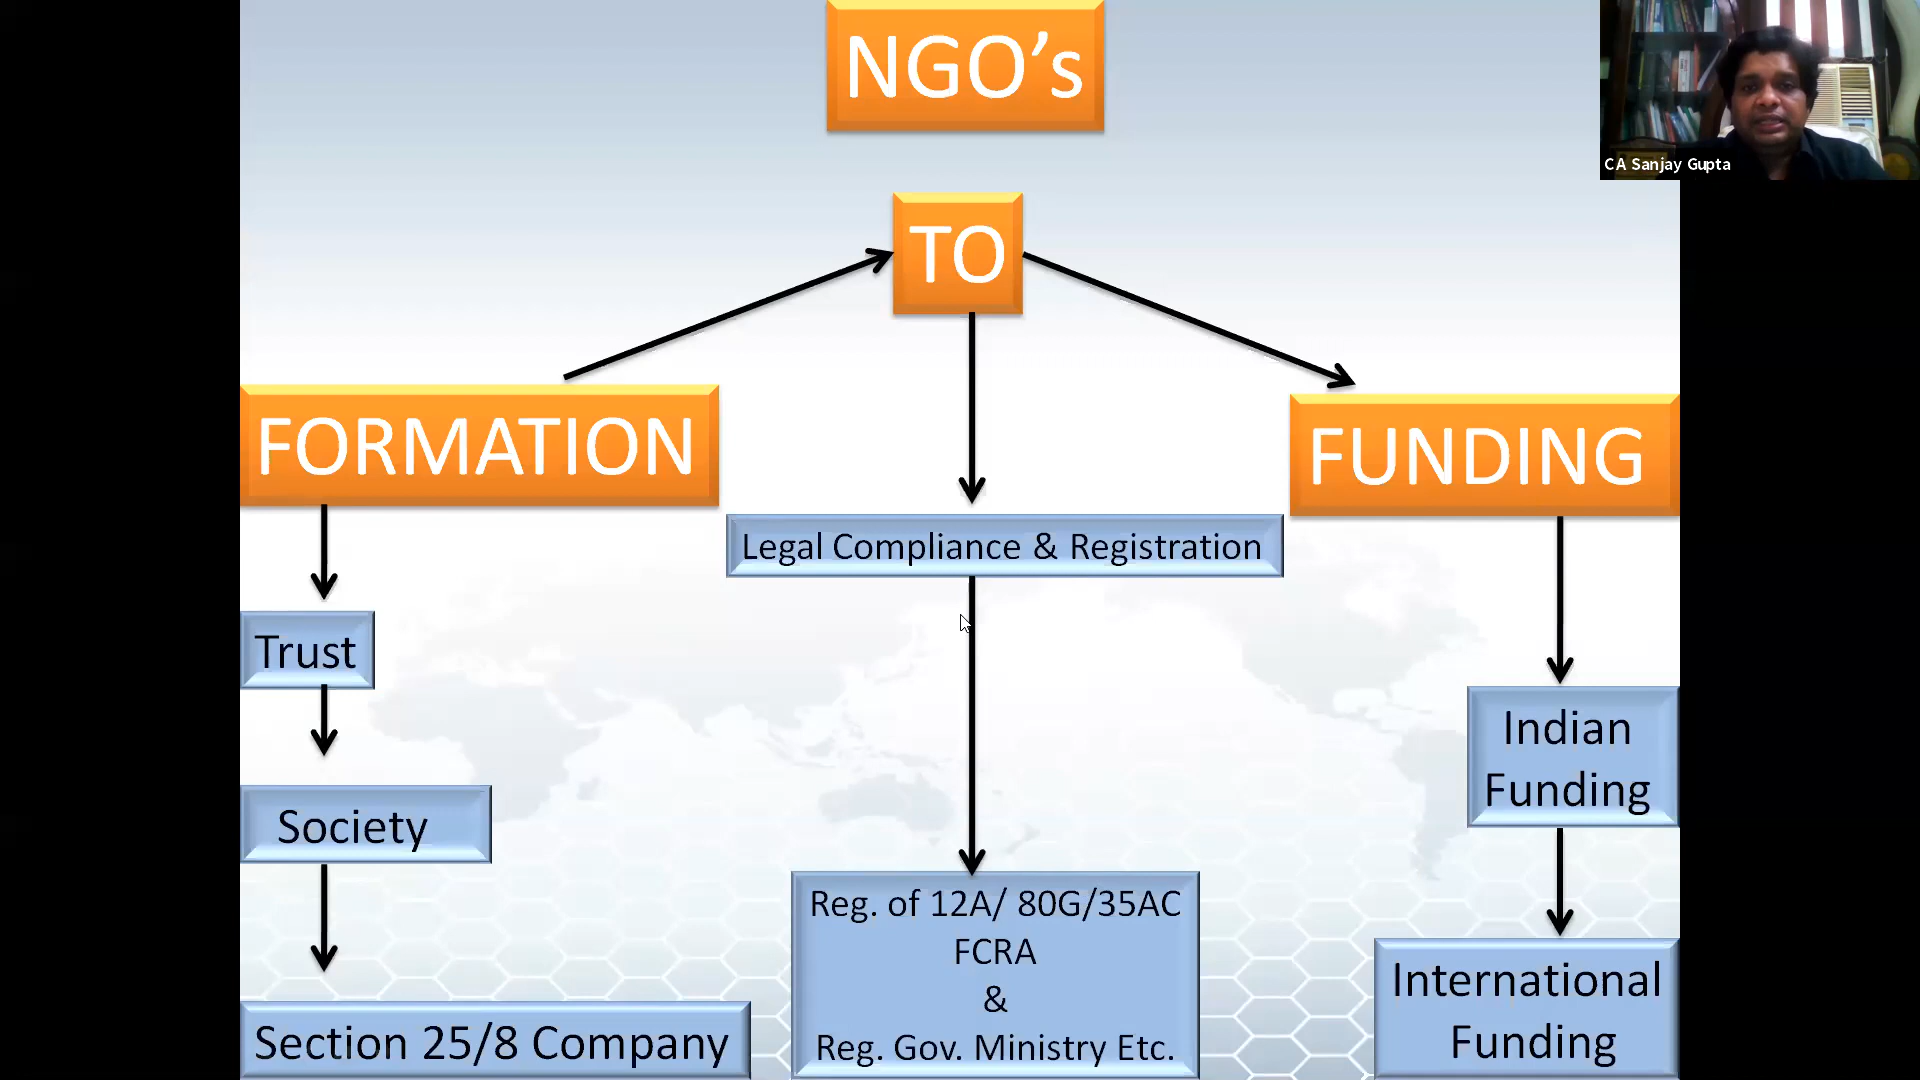 NGO's
CA Sanjay Gupta
TO
FORMATION
FUNDING
Legal Compliance & Registration
Trust
Society
Section 25/8 Company
Reg. of 12A/ 80G/35AC
FCRA
&
Reg. Gov. Ministry Etc.
Indian
Funding
International
Funding